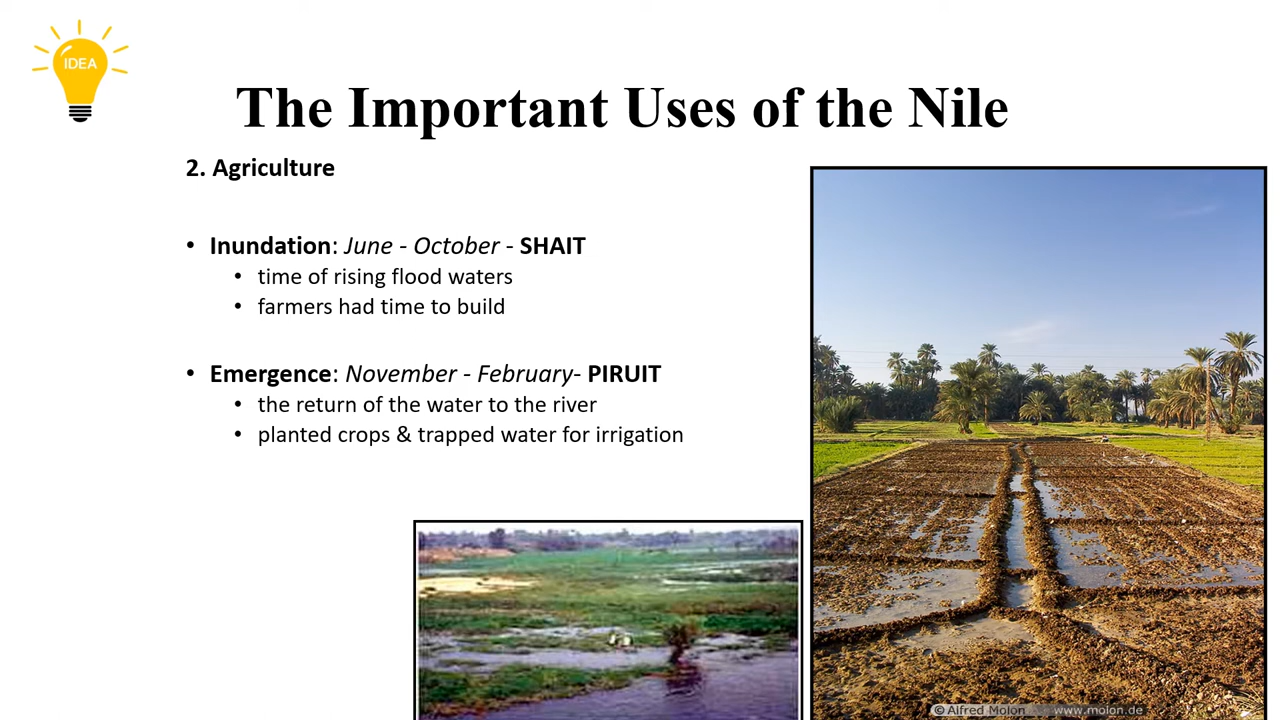 IDEA
The Important Uses of the Nile
2. Agriculture
• Inundation: June - October - SHAIT
• time of rising flood waters
• farmers had time to build
• Emergence: November - February- PIRUIT
• the return of the water to the river
• planted crops & trapped water for irrigation
© Alfred Molon www.molon.de